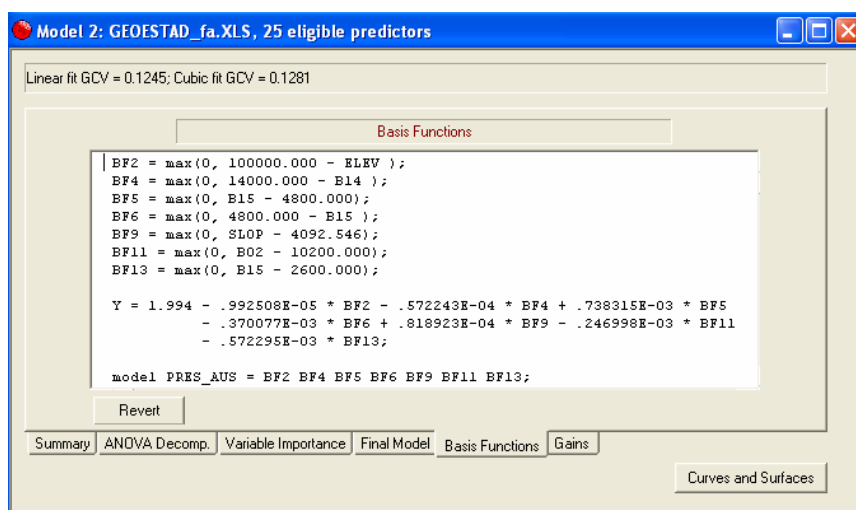 Model 2: GEOESTAD_fa.XLS, 25 eligible predictors
Linear fit GCV = 0.1245; Cubic fit GCV = 0.1281
Basis Functions
BF2 = max(0, 100000.000 - ELEV );
BF4 = max(0, 14000.000 - B14 );
BF5 = max(0, B15 - 4800.000);
BF6 = max(0, 4800.000 - B15 );
BF9 = max(0, SLOP - 4092.546);
BF11 = max(0, B02 - 10200.000);
BF13 = max(0, B15 - 2600.000);
Y = 1.994 - .992508E-05 * BF2 - .572243E-04 * BF4 + .738315E-03 * BF5
- .370077E-03 * BF6 + .818923E-04 * BF9 - .246998E-03 * BF11
- .572295E-03 * BF13;
model PRES_AUS = BF2 BF4 BF5 BF6 BF9 BF11 BF13;
Revert
Summary ANOVA Decomp. Variable Importance Final Model Basis Functions Gains
Curves and Surfaces